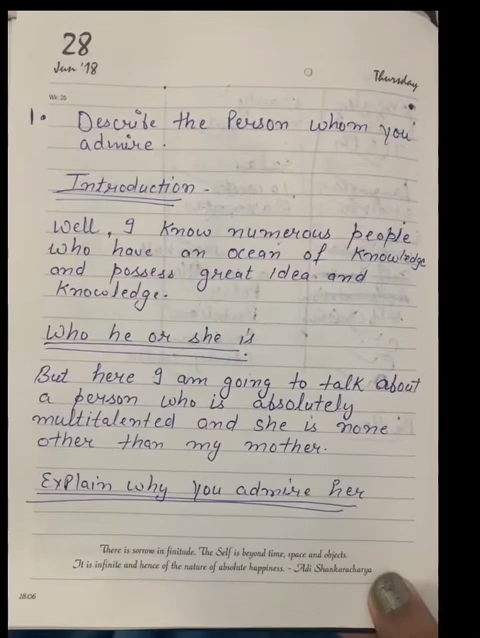 28
Jun '18
Thursday
Wk 26
1. Describe the Person whom you
admire.
Introduction -
Well, I know numerous people
who have an ocean of knowledge
and possess great idea and
knowledge.
Who he or she is
But here I am going to talk about
a person who is absolutely
multitalented and she is none
other than my mother.
Explain why you admire her
There is sorrow in finitude. The Self is beyond time, space and objects.
It is infinite and hence of the nature of absolute happiness. - Adi Shankaracharya
28.06